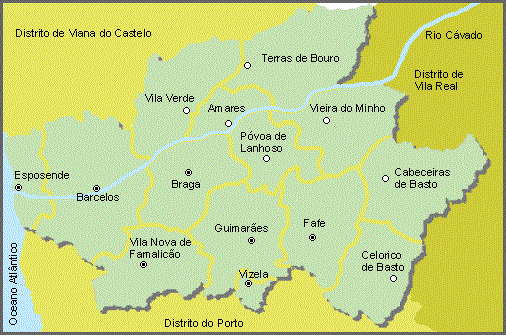 Distrito de Viana do Castelo
Rio Cávado
Terras de Bouro
Distrito de
Vila Real
Vila Verde
Amares
Vieira do Minho
Póvoa de
Lanhoso
Esposende
Barcelos
Braga
Cabeceiras
de Basto
Guimarães
Fafe
Vila Nova de
Famalicão
Celorico
de Basto
Vizela
Oceano Atlântico
Distrito do Porto